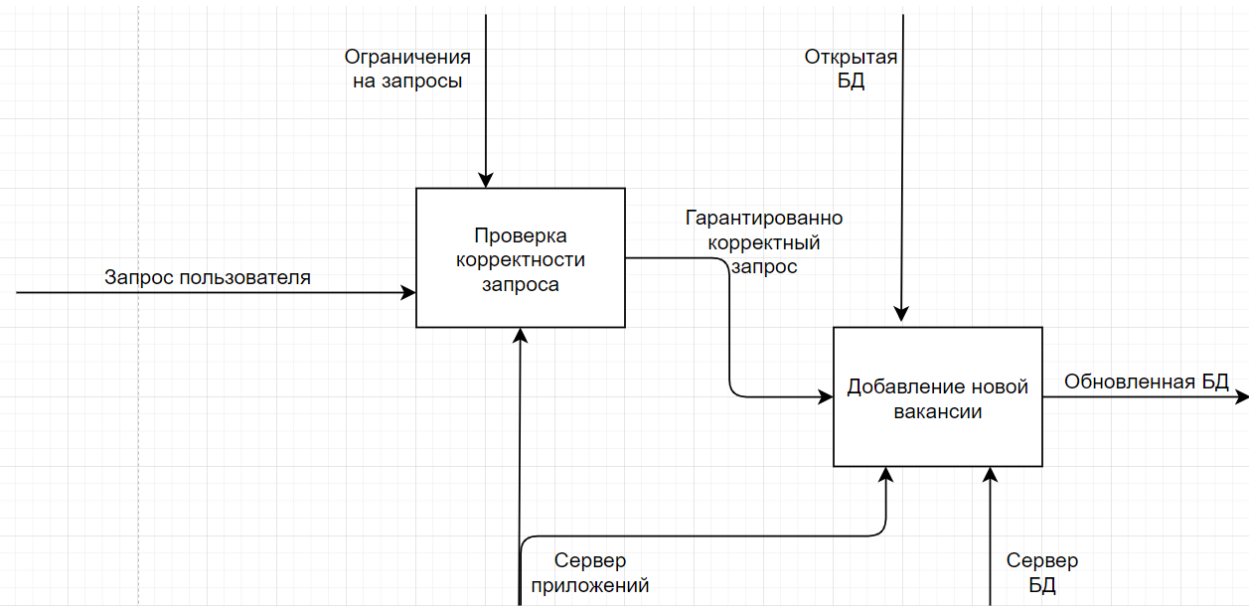 Ограничения
на запросы
Открытая
БД
Проверка
корректности
запроса
Гарантированно
корректный
запрос
Запрос пользователя
Добавление новой
вакансии
Обновленная БД
Сервер
приложений
Сервер
БД